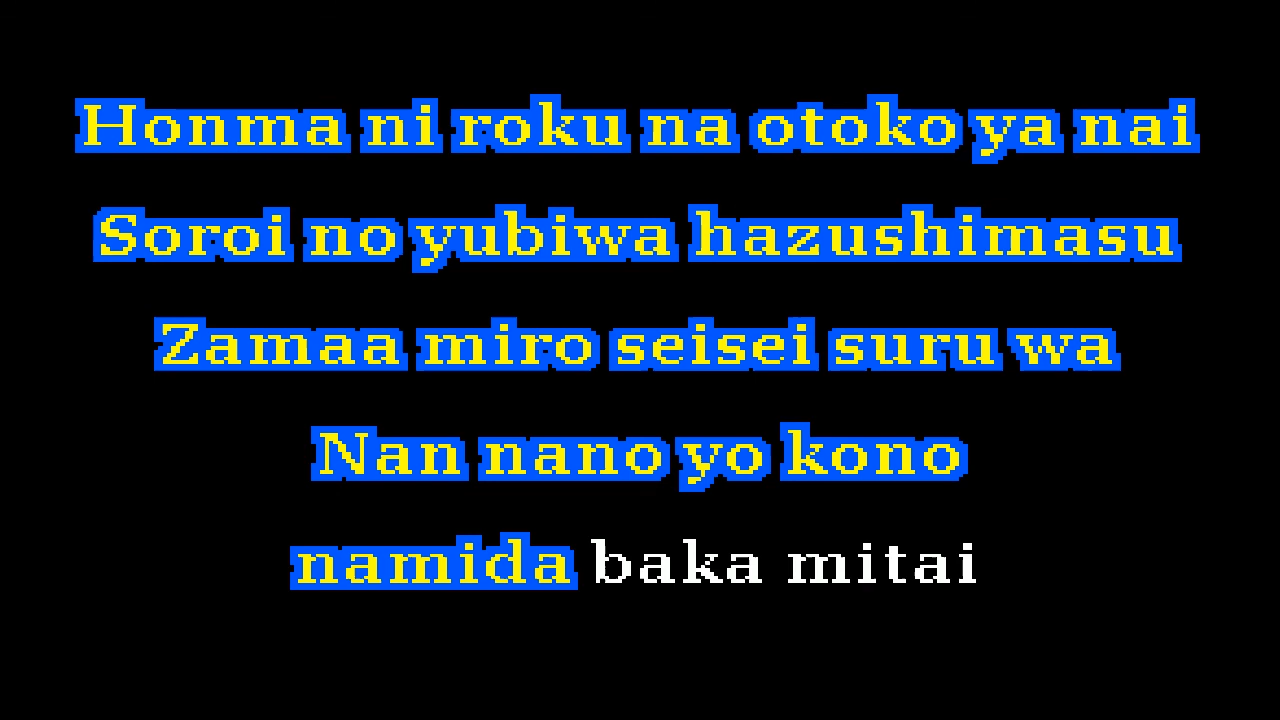 Honma ni roku na otoko ya nai
Soroi no yubiwa hazushimasu
Zamaa miro seisei suru wa
Nan nano yo kono
namida baka mitai